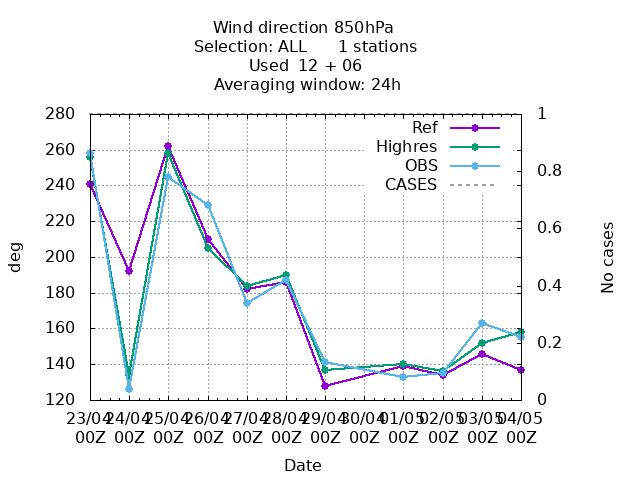 Wind direction 850hPa
Selection: ALL 1 stations
Used 12 + 06
Averaging window: 24h
280 1
Ref
260
Highres
OBS
0.8
240
CASES
220 0.6
200
deg
No cases
180 0.4
160
0.2
140
120 0
23/04 24/04 25/04 26/04 27/04 28/04 29/04 30/04 01/05 02/05 03/05 04/05
00Z 00Z 00Z 00Z 00Z 00Z 00Z 00Z 00Z 00Z 00Z 00Z
Date